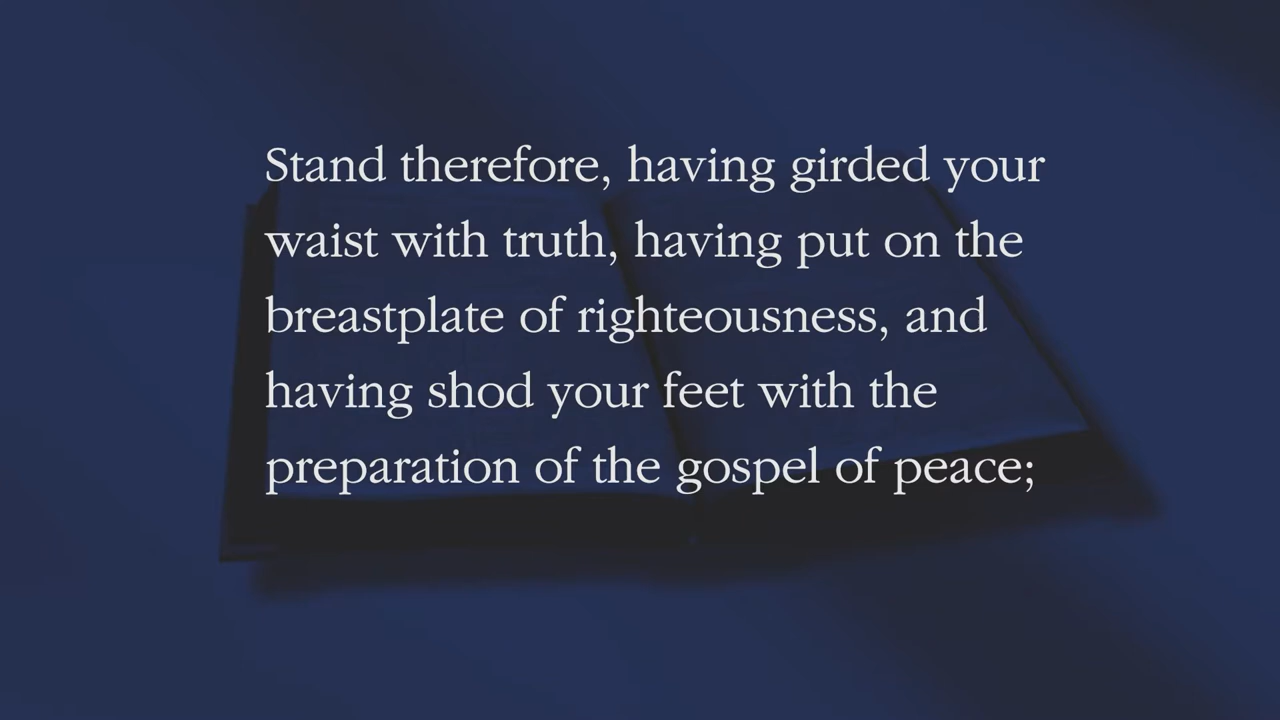 Stand therefore, having girded your
waist with truth, having put on the
breastplate of righteousness, and
having shod your feet with the
preparation of the gospel of peace;